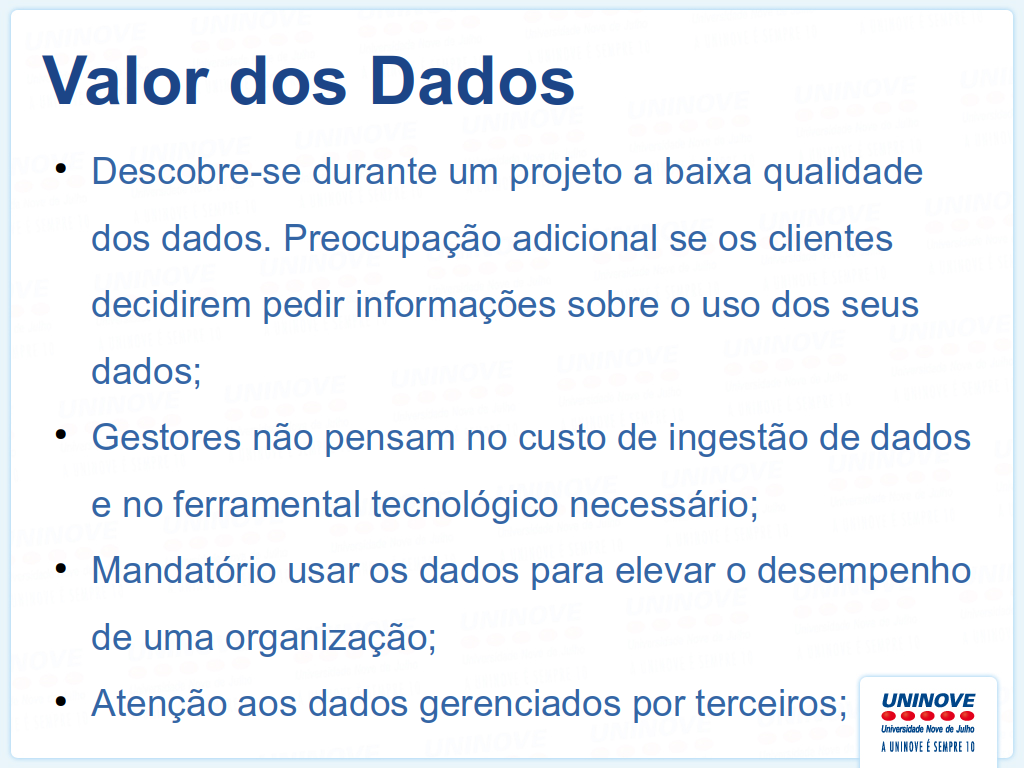 Valor dos Dados
• Descobre-se durante um projeto a baixa qualidade
dos dados. Preocupação adicional se os clientes
decidirem pedir informações sobre o uso dos seus
dados;
• Gestores não pensam no custo de ingestão de dados
e no ferramental tecnológico necessário;
• Mandatório usar os dados para elevar o desempenho
de uma organização;
• Atenção aos dados gerenciados por terceiros;
UNINOVE
Universidade Nove de Julho
A UNINOVE É SEMPRE 10